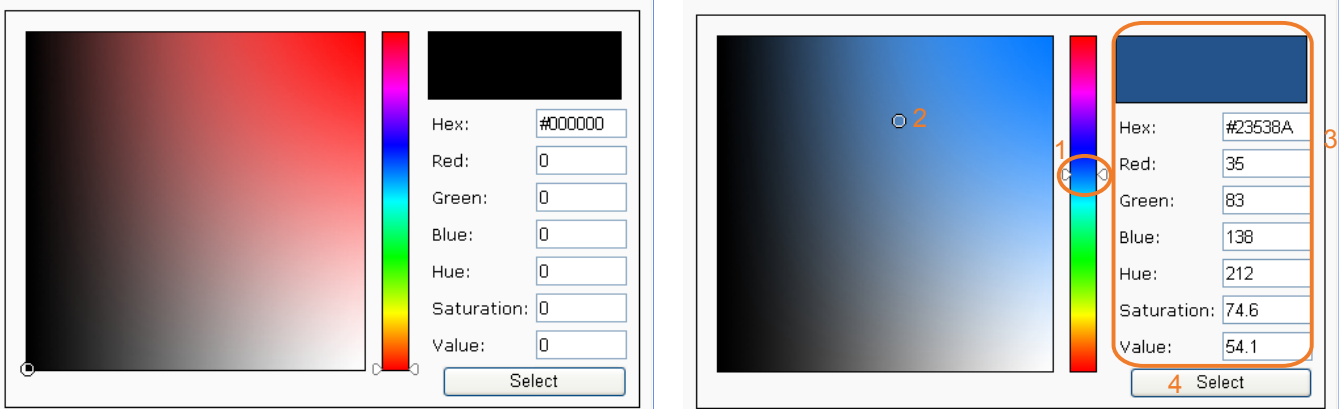 Hex: #000000
Red: 0
Green: 0
Blue: 0
Hue: 0
Saturation: 0
Value: 0
Select
2
1
3
Hex: #23538A
Red: 35
Green: 83
Blue: 138
Hue: 212
Saturation: 74.6
Value: 54.1
4 Select